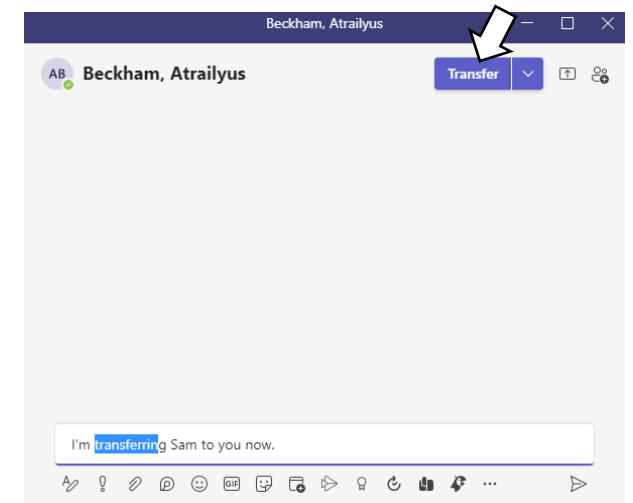 Beckham, Atrailyus
AB Beckham, Atrailyus Transfer
I'm transferring Sam to you now.
GIF